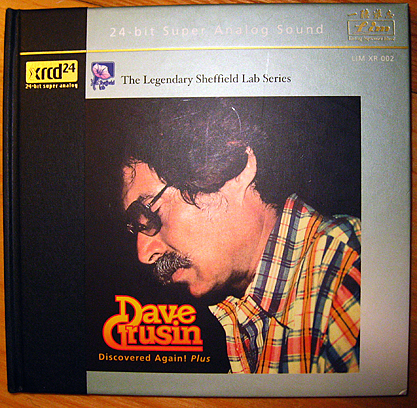 24-bit Super Analog Sound
xrcd24
24-bit super analog
LIM XR 002
The Legendary Sheffield Lab Series
Dave
Grusin
Discovered Again! Plus